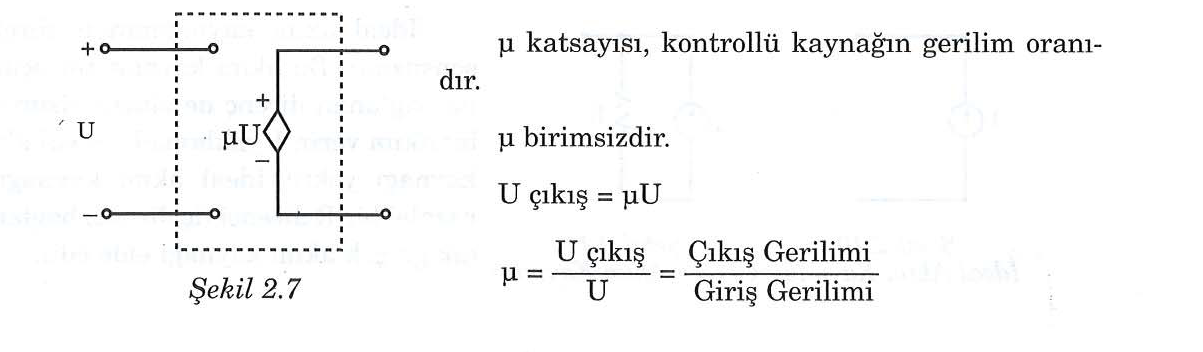 +
U
–
+
µU
–
Şekil 2.7
µ katsayısı, kontrollü kaynağın gerilim oranı-
dır.
µ birimsizdir.
U çıkış = µU
µ = U çıkış / U = Çıkış Gerilimi / Giriş Gerilimi